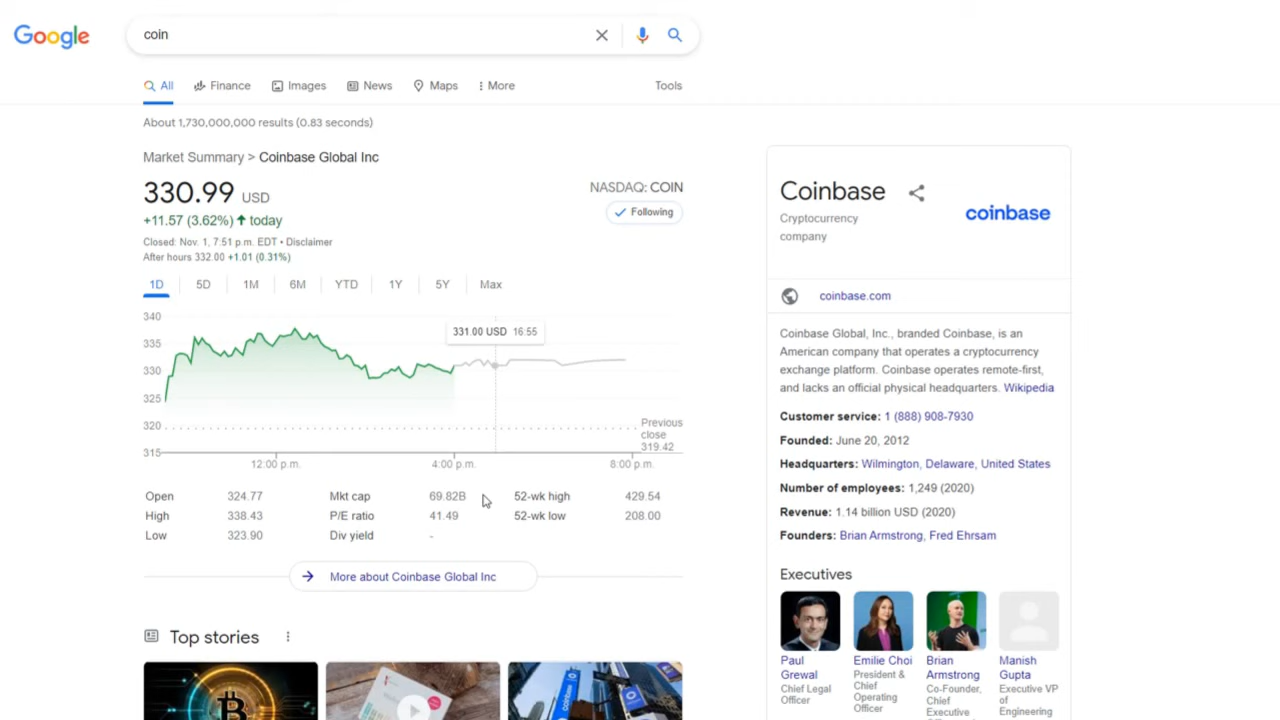 Google
coin
All Finance Images News Maps More Tools
About 1,730,000,000 results (0.83 seconds)
Market Summary > Coinbase Global Inc
330.99 USD
NASDAQ: COIN
+11.57 (3.62%) today
Following
Closed: Nov. 1, 7:51 p.m. EDT • Disclaimer
After hours 332.00 +1.01 (0.31%)
1D 5D 1M 6M YTD 1Y 5Y Max
340
335
330
325
320
315
331.00 USD 16:55
Previous
close
319.42
12:00 p.m. 4:00 p.m. 8:00 p.m.
Open 324.77 Mkt cap 69.82B 52-wk high 429.54
High 338.43 P/E ratio 41.49 52-wk low 208.00
Low 323.90 Div yield -
More about Coinbase Global Inc
Top stories
Coinbase
Cryptocurrency
company
coinbase
coinbase.com
Coinbase Global, Inc., branded Coinbase, is an
American company that operates a cryptocurrency
exchange platform. Coinbase operates remote-first,
and lacks an official physical headquarters. Wikipedia
Customer service: 1 (888) 908-7930
Founded: June 20, 2012
Headquarters: Wilmington, Delaware, United States
Number of employees: 1,249 (2020)
Revenue: 1.14 billion USD (2020)
Founders: Brian Armstrong, Fred Ehrsam
Executives
Paul
Grewal
Chief Legal
Officer
Emilie Choi
President &
Chief
Operating
Officer
Brian
Armstrong
Co-Founder,
Chief
Executive
Manish
Gupta
Executive VP
of
Engineering
coinbase